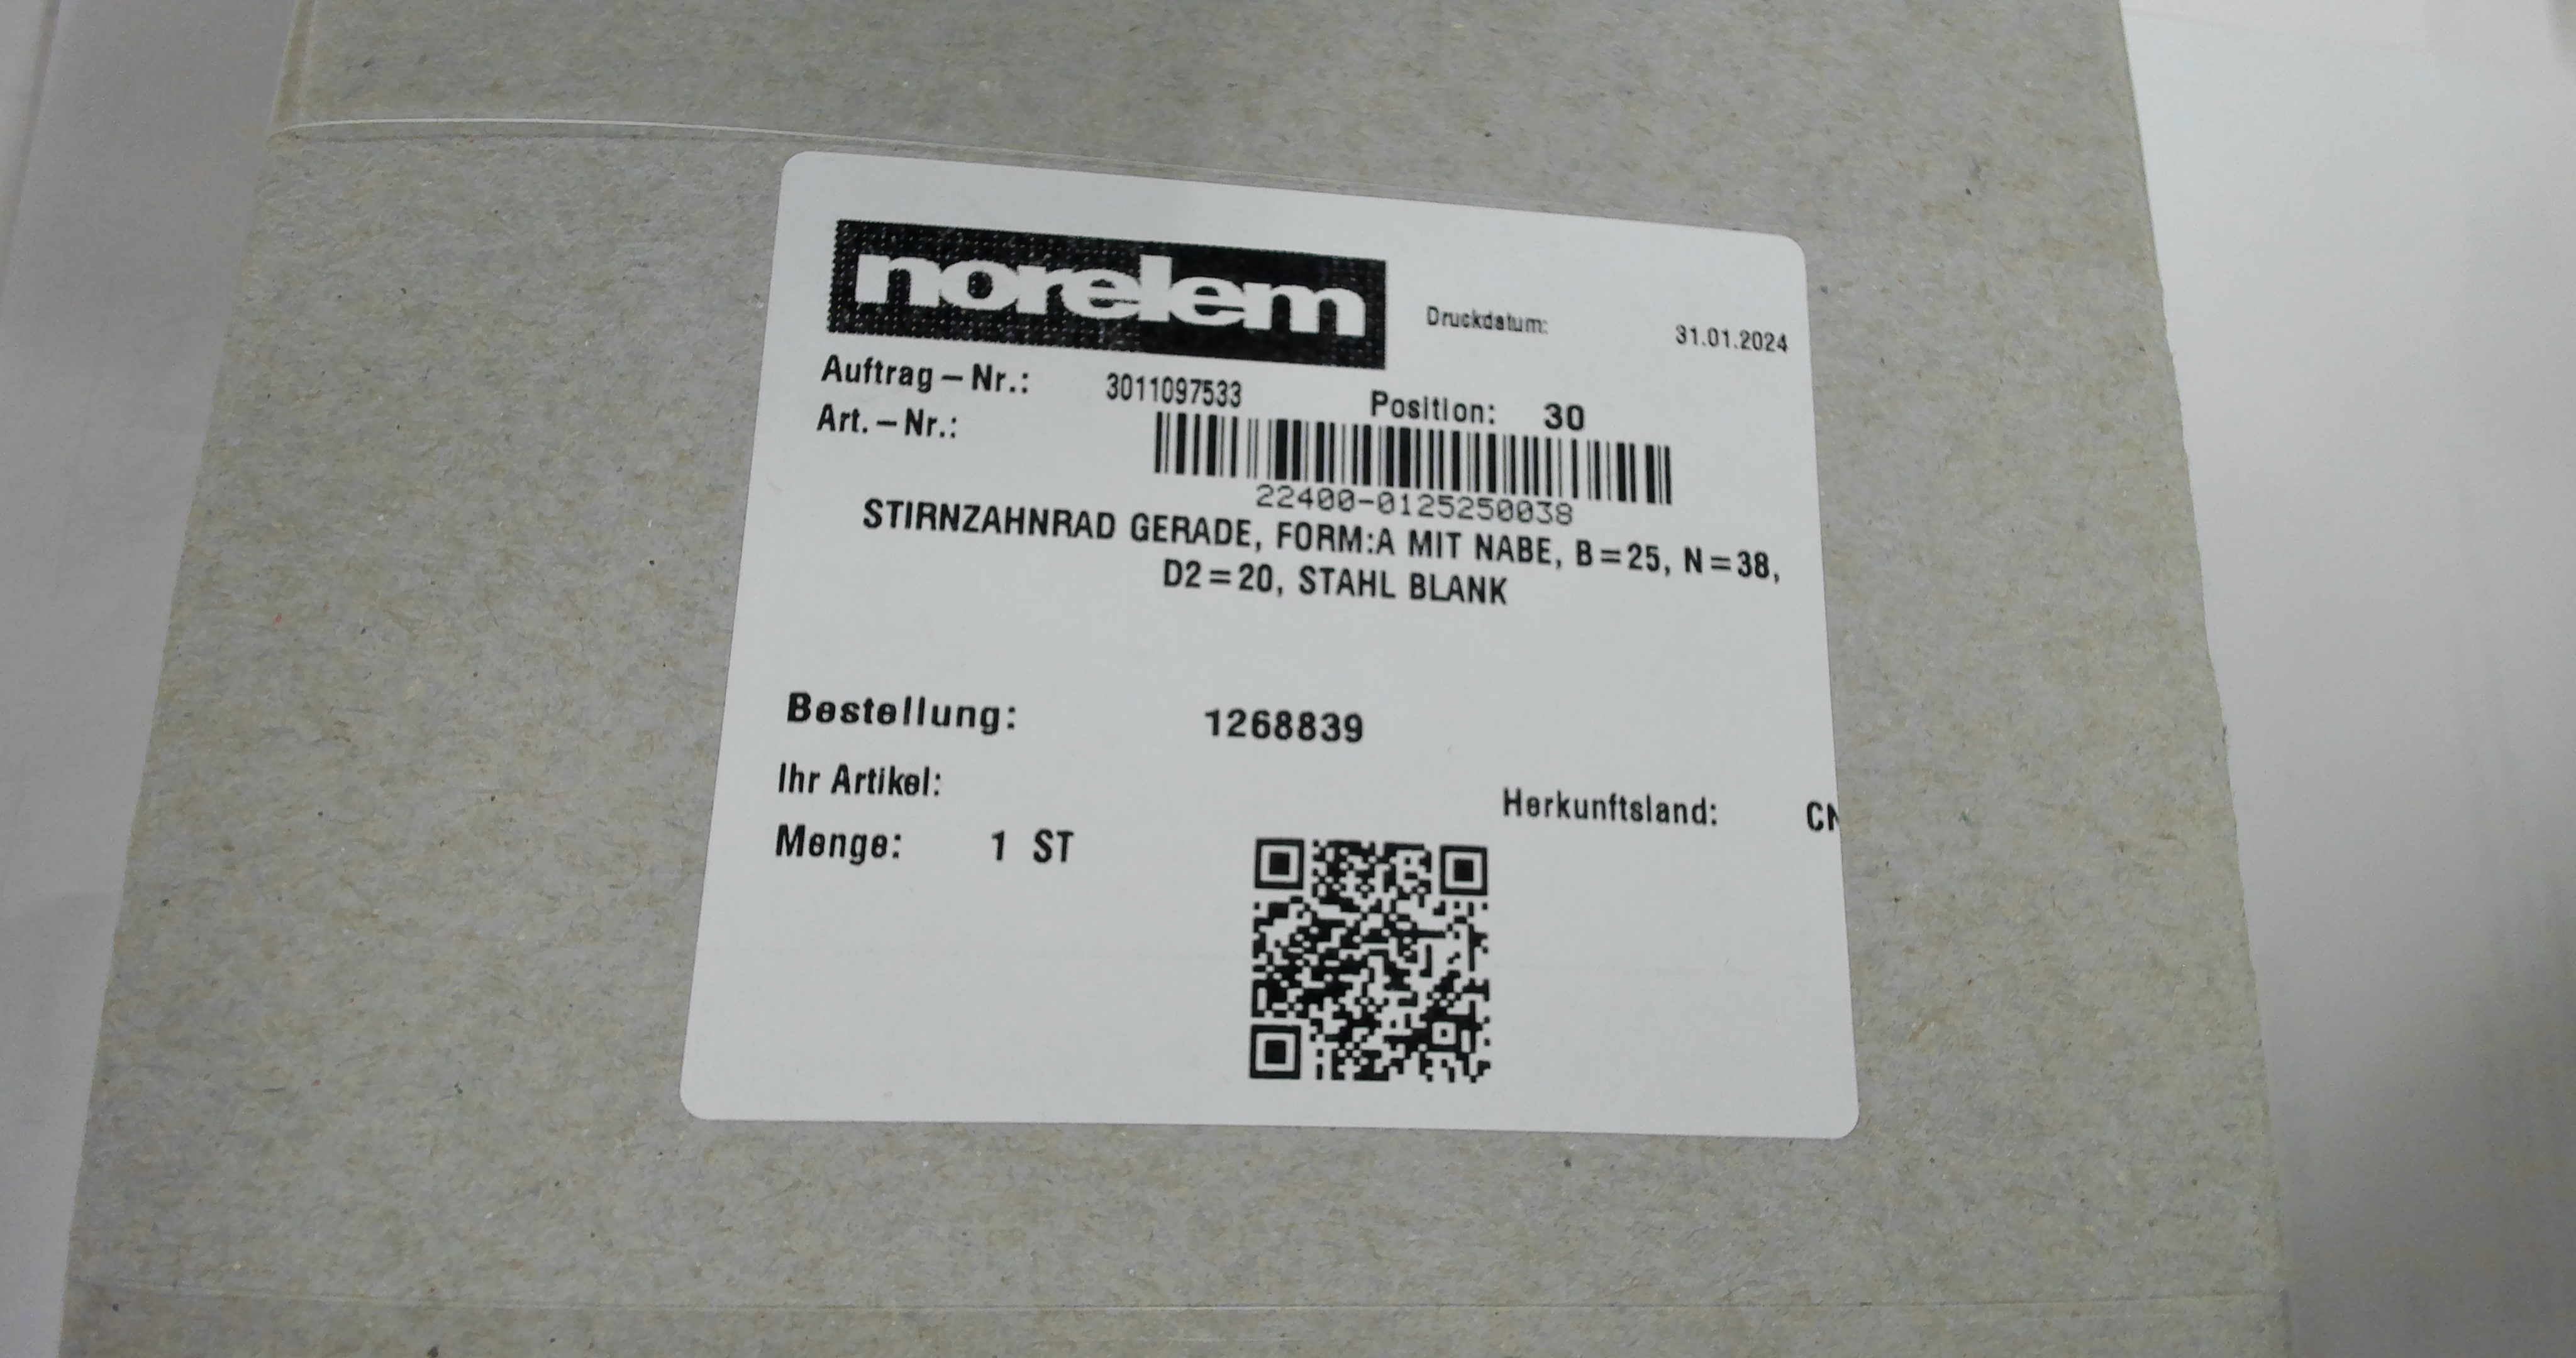 norelem
Druckdatum: 31.01.2024
Auftrag-Nr.: 3011097533 Position: 30
Art.-Nr.:
22400-0125250038
STIRNZAHNRAD GERADE, FORM:A MIT NABE, B=25, N=38,
D2=20, STAHL BLANK
Bestellung: 1268839
Ihr Artikel:
Herkunftsland: CN
Menge: 1 ST